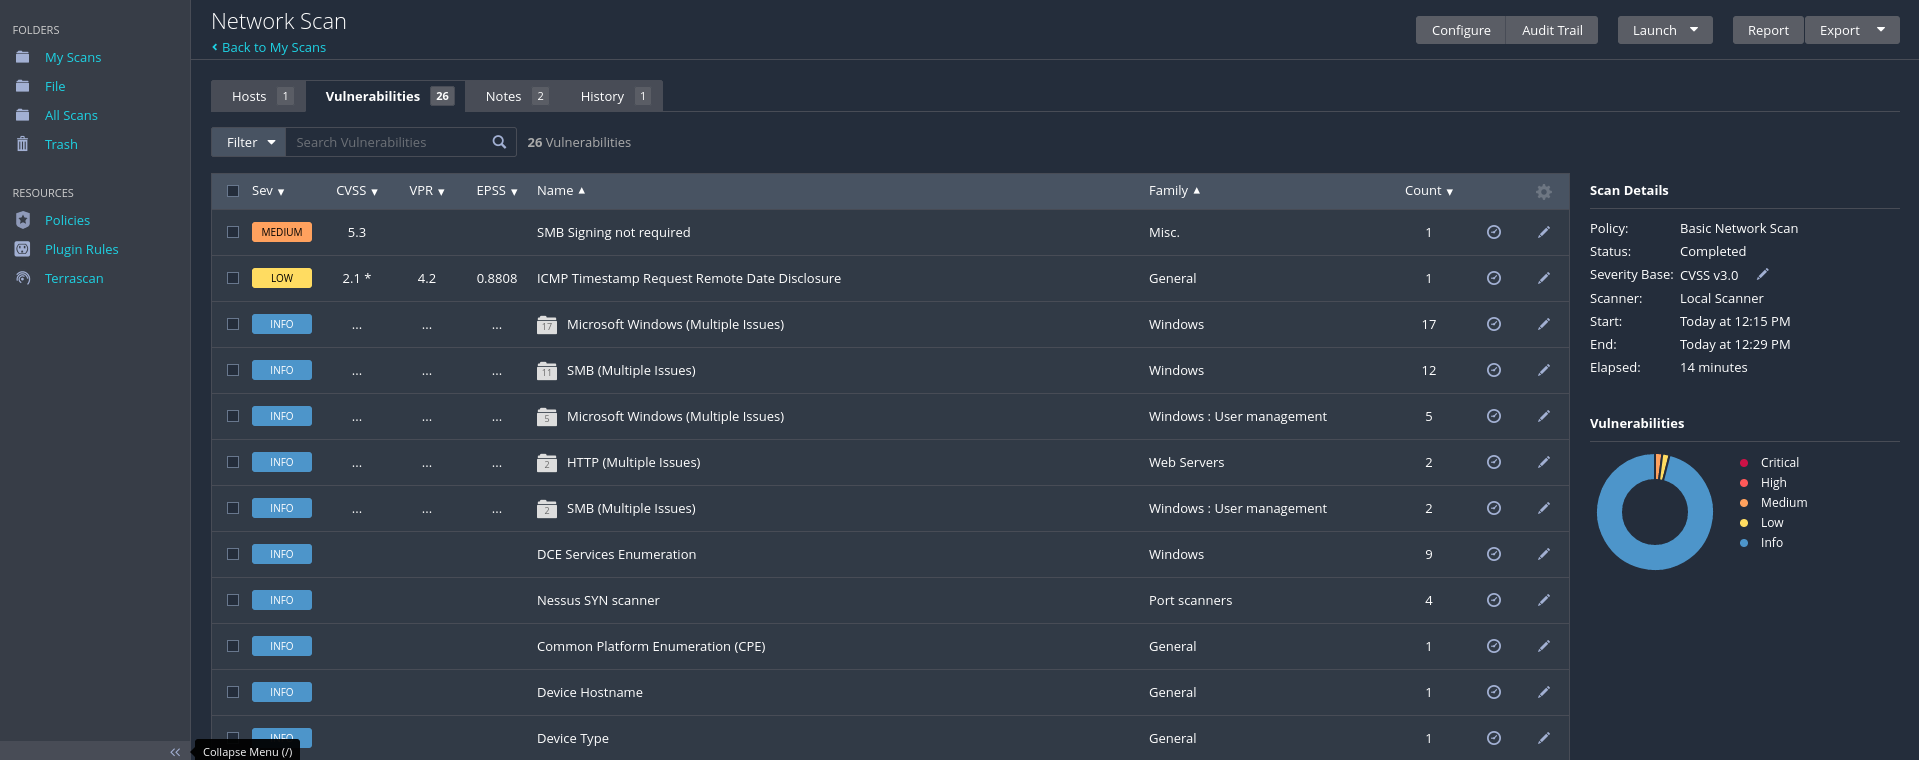 FOLDERS
My Scans
File
All Scans
Trash
RESOURCES
Policies
Plugin Rules
Terrascan
Collapse Menu (/)
Network Scan
Back to My Scans
Configure Audit Trail Launch Report Export
Hosts 1 Vulnerabilities 26 Notes 2 History 1
Filter Search Vulnerabilities 26 Vulnerabilities
Sev CVSS VPR EPSS Name Family Count
MEDIUM 5.3 SMB Signing not required Misc. 1
LOW 2.1 * 4.2 0.8808 ICMP Timestamp Request Remote Date Disclosure General 1
INFO ... ... ... 17 Microsoft Windows (Multiple Issues) Windows 17
INFO ... ... ... 11 SMB (Multiple Issues) Windows 12
INFO ... ... ... 5 Microsoft Windows (Multiple Issues) Windows : User management 5
INFO ... ... ... 2 HTTP (Multiple Issues) Web Servers 2
INFO ... ... ... 2 SMB (Multiple Issues) Windows : User management 2
INFO DCE Services Enumeration Windows 9
INFO Nessus SYN scanner Port scanners 4
INFO Common Platform Enumeration (CPE) General 1
INFO Device Hostname General 1
INFO Device Type General 1
Scan Details
Policy: Basic Network Scan
Status: Completed
Severity Base: CVSS v3.0
Scanner: Local Scanner
Start: Today at 12:15 PM
End: Today at 12:29 PM
Elapsed: 14 minutes
Vulnerabilities
Critical
High
Medium
Low
Info